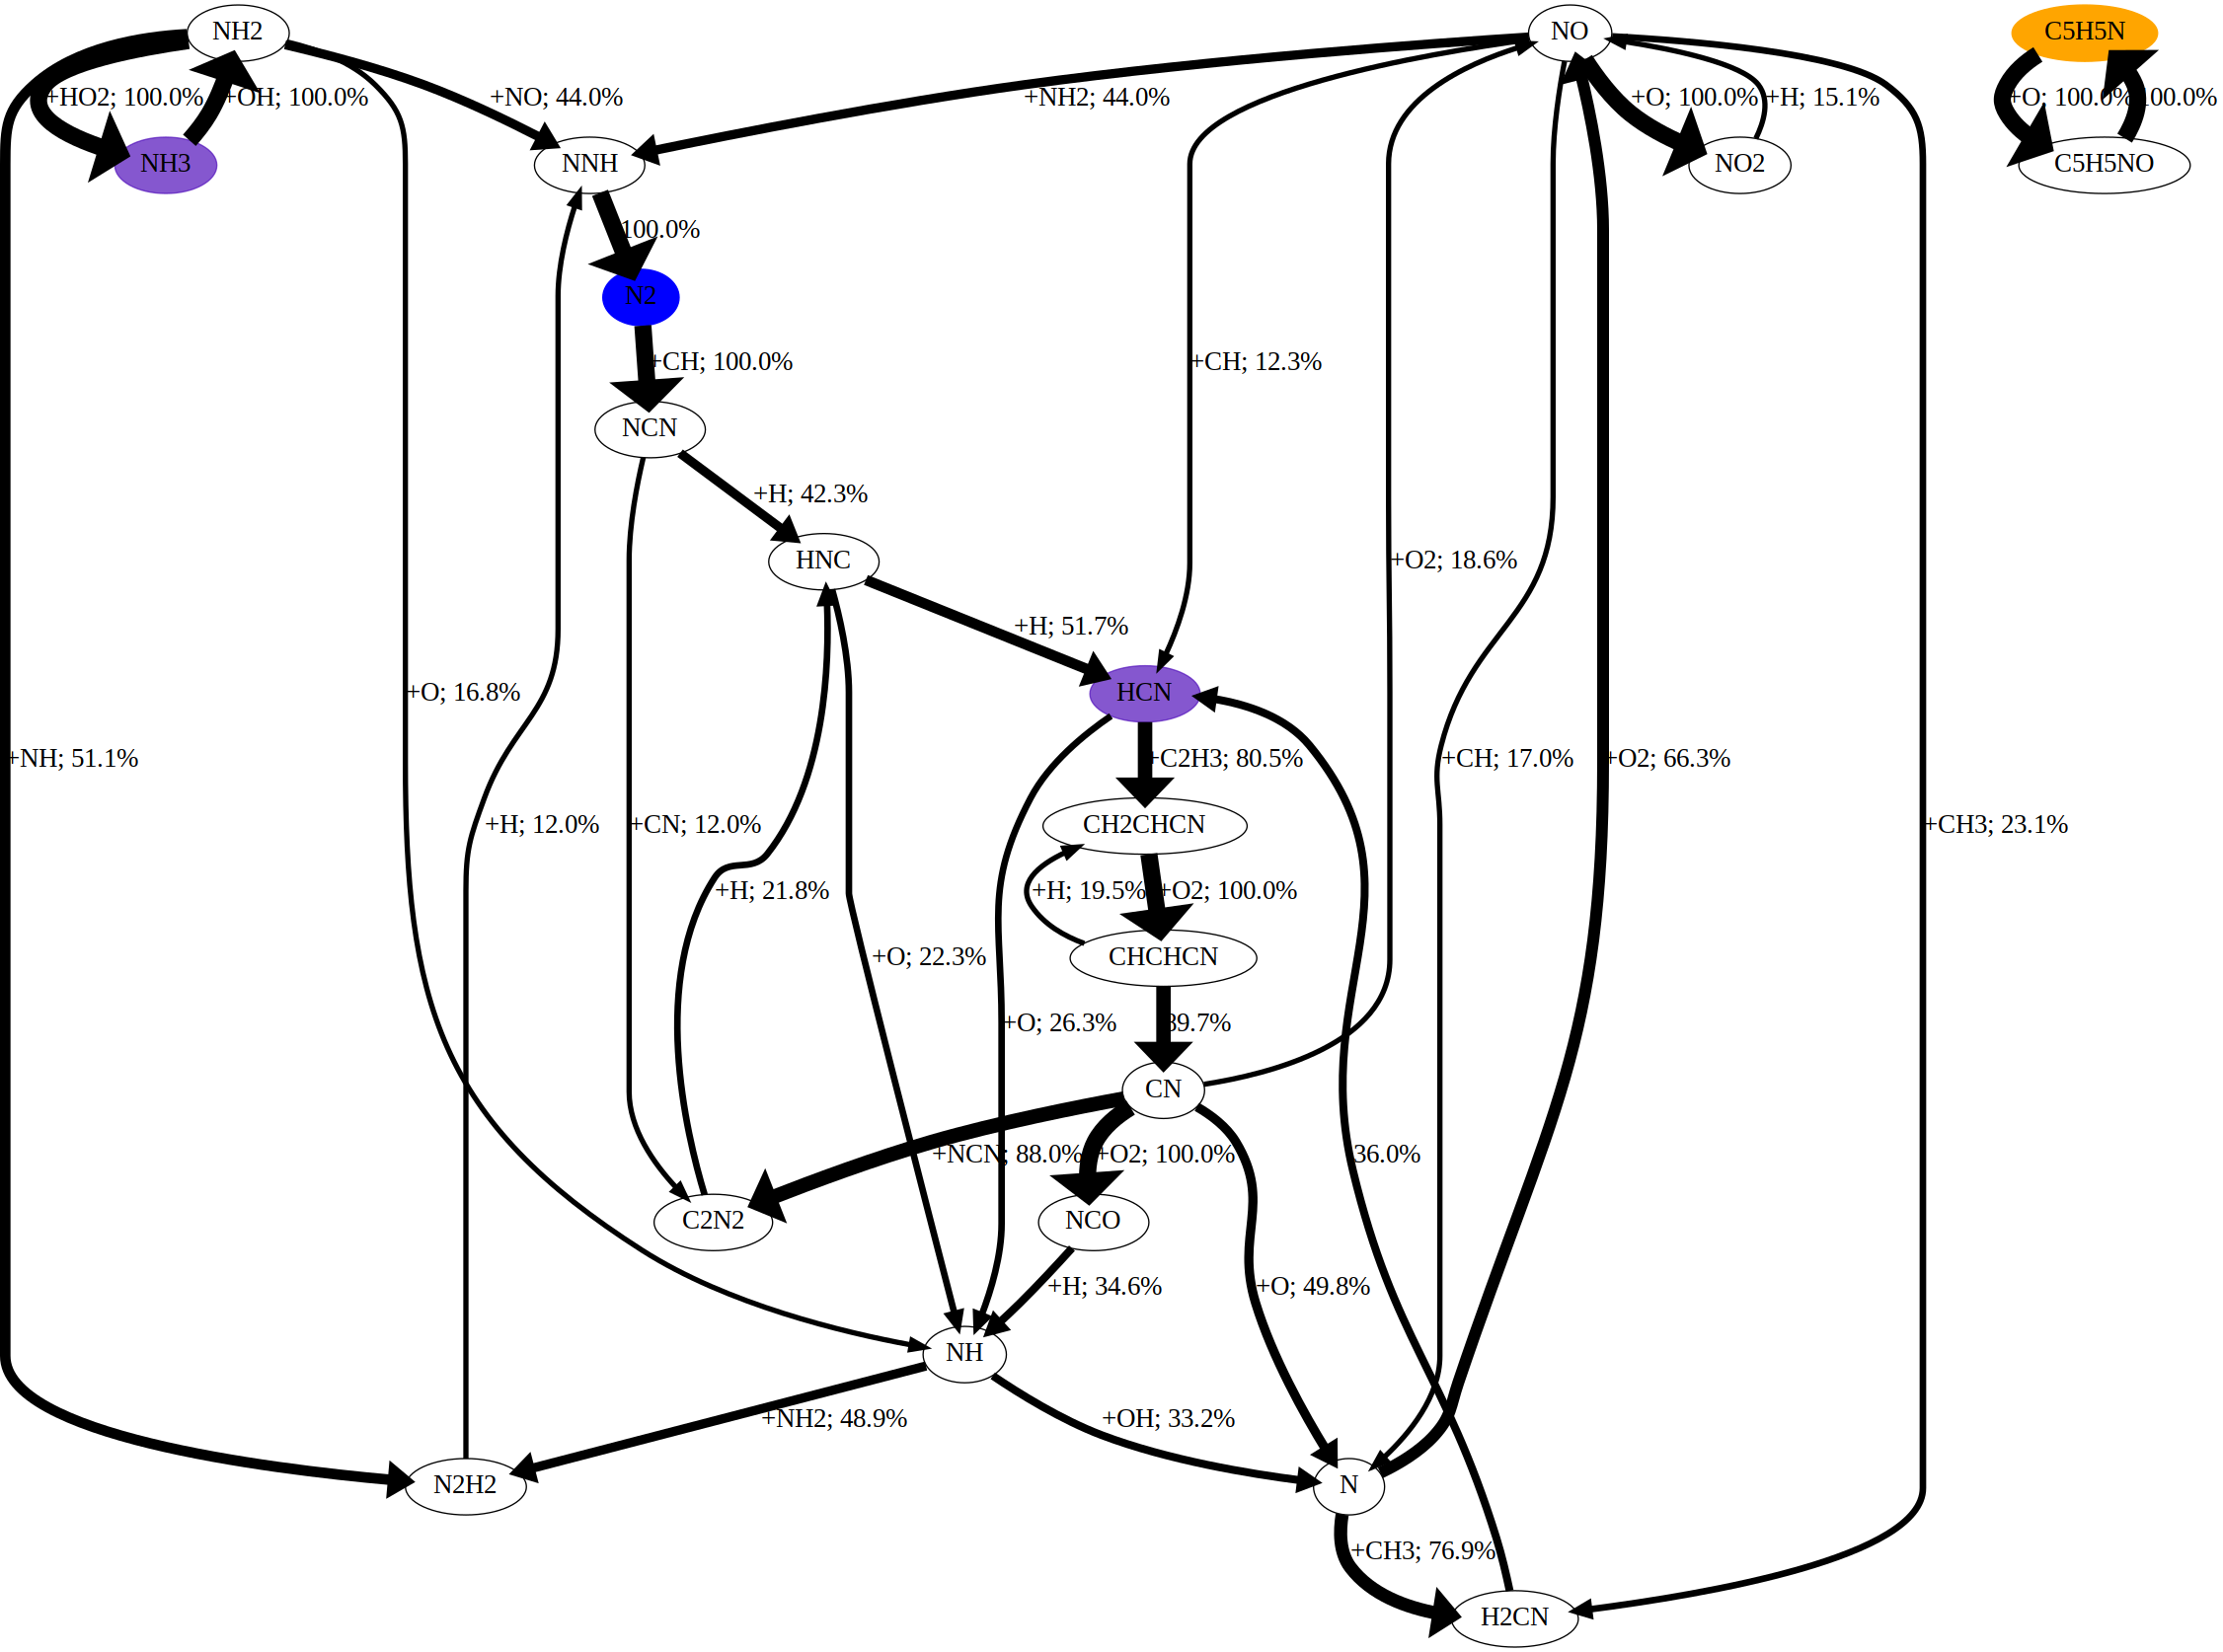 NH2
NO
C5H5N
+HO2; 100.0%
+OH; 100.0%
+NO; 44.0%
+NH2; 44.0%
+O; 100.0%
+H; 15.1%
+O; 100.0%
100.0%
NH3
NNH
NO2
C5H5NO
100.0%
N2
+CH; 100.0%
+CH; 12.3%
NCN
+H; 42.3%
HNC
+O2; 18.6%
+H; 51.7%
+O; 16.8%
HCN
+NH; 51.1%
+C2H3; 80.5%
+CH; 17.0%
+O2; 66.3%
+H; 12.0%
+CN; 12.0%
CH2CHCN
+CH3; 23.1%
+H; 21.8%
+H; 19.5%
+O2; 100.0%
+O; 22.3%
CHCHCN
+O; 26.3%
89.7%
CN
+NCN; 88.0%
+O2; 100.0%
36.0%
C2N2
NCO
+H; 34.6%
+O; 49.8%
NH
+NH2; 48.9%
+OH; 33.2%
N2H2
N
+CH3; 76.9%
H2CN